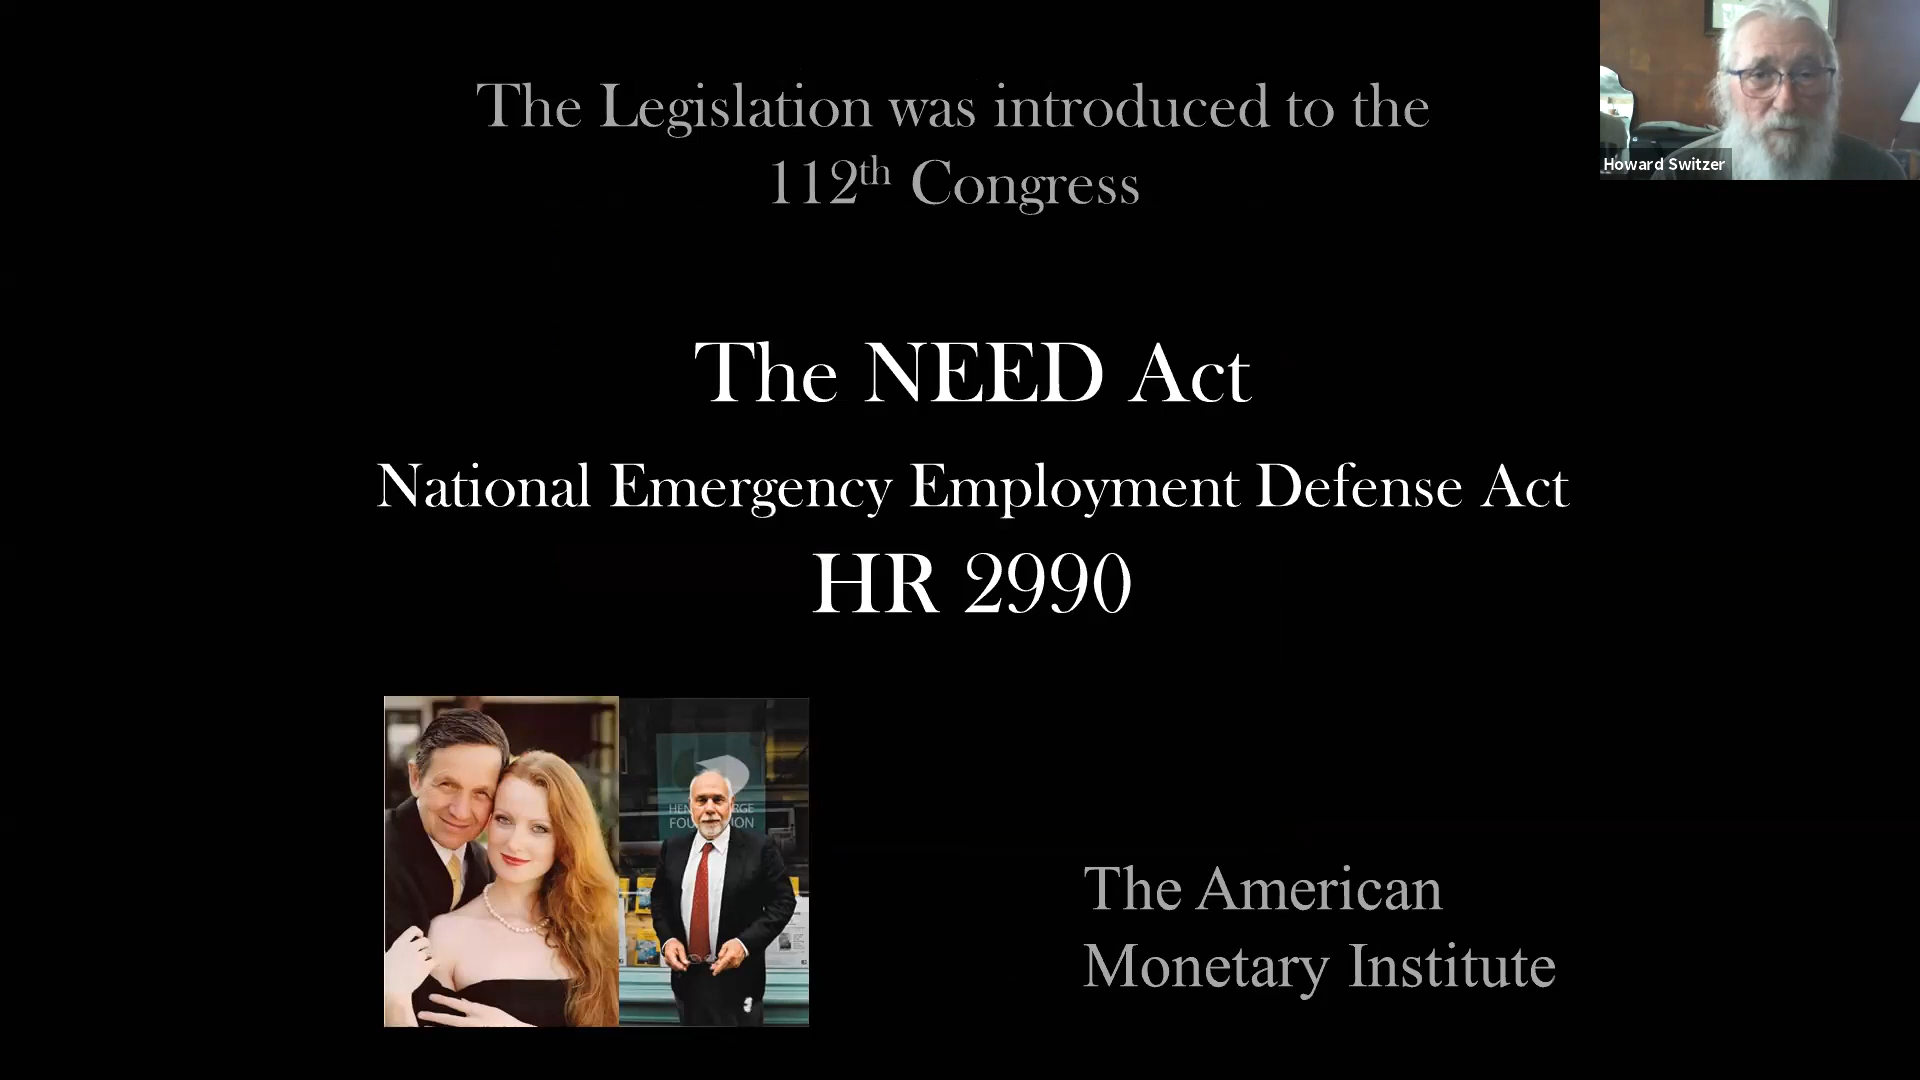 The Legislation was introduced to the
112th Congress
Howard Switzer
The NEED Act
National Emergency Employment Defense Act
HR 2990
The American
Monetary Institute